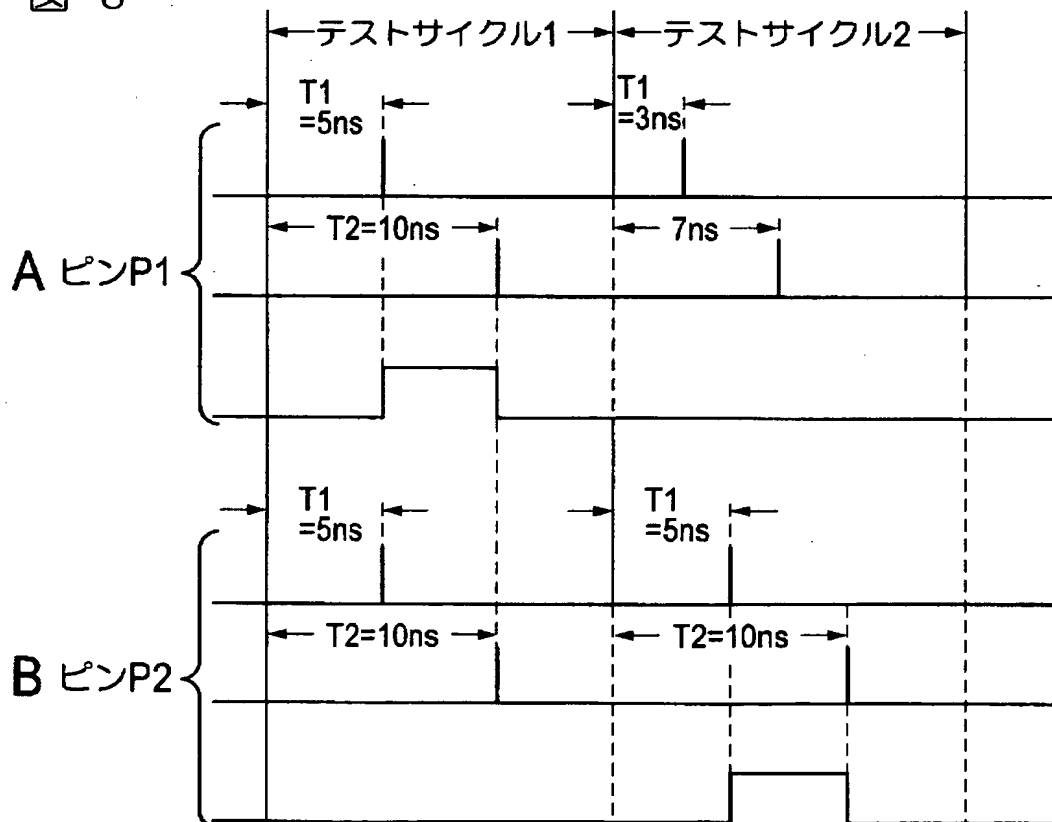 図
テストサイクル1 テストサイクル2
T1
=5ns
T1
=3ns
T2=10ns 7ns
A ピンP1
T1
=5ns
T1
=5ns
T2=10ns T2=10ns
B ピンP2